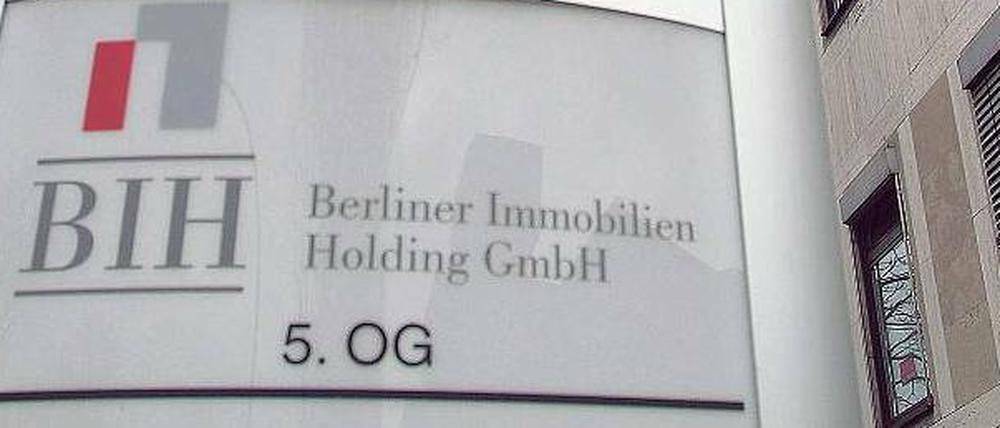 BIH
Berliner Immobilien
Holding GmbH
5. OG